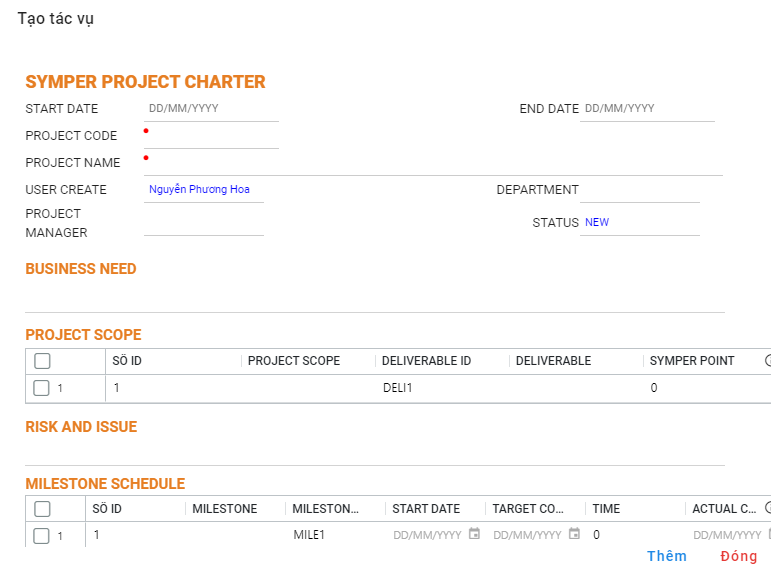 Tạo tác vụ
SYMPER PROJECT CHARTER
START DATE DD/MM/YYYY END DATE DD/MM/YYYY
PROJECT CODE
PROJECT NAME
USER CREATE Nguyễn Phương Hoa DEPARTMENT
PROJECT MANAGER
STATUS NEW
BUSINESS NEED
PROJECT SCOPE
SỐ ID PROJECT SCOPE DELIVERABLE ID DELIVERABLE SYMPER POINT
1 1 DELI1 0
RISK AND ISSUE
MILESTONE SCHEDULE
SỐ ID MILESTONE MILESTON... START DATE TARGET CO... TIME ACTUAL C...
1 1 MILE1 DD/MM/YYYY DD/MM/YYYY 0 DD/MM/YYYY
Thêm Đóng